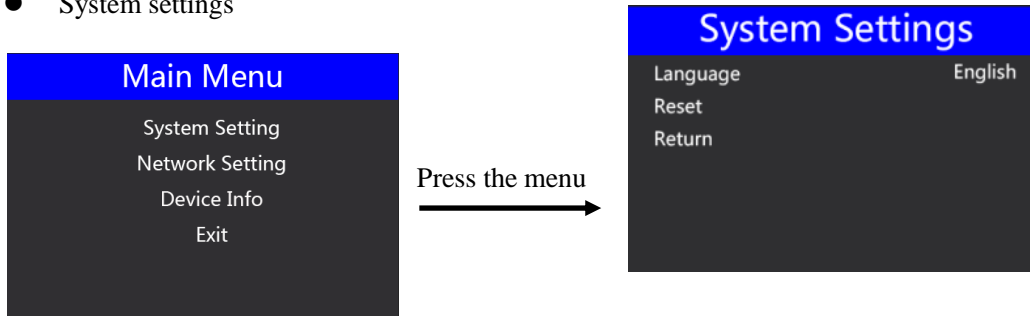 System settings
Main Menu
System Setting
Network Setting
Device Info
Exit
Press the menu
System Settings
Language English
Reset
Return